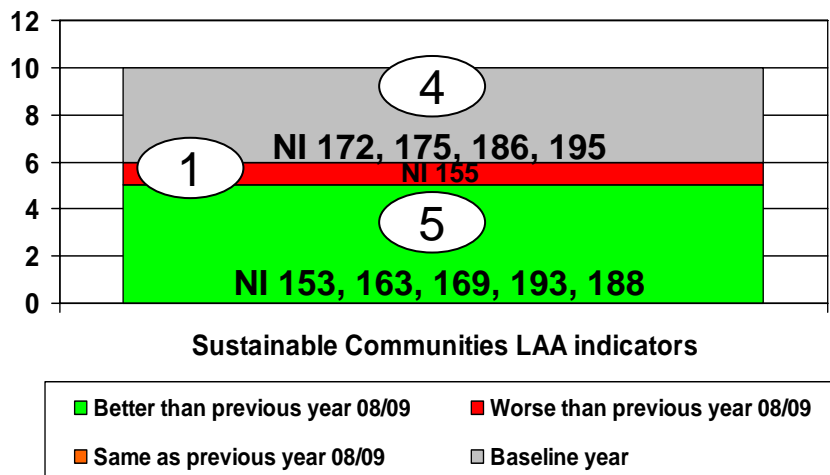 12
10
8
6
4
2
0
4
NI 172, 175, 186, 195
1
NI 155
5
NI 153, 163, 169, 193, 188
Sustainable Communities LAA indicators
Better than previous year 08/09
Worse than previous year 08/09
Same as previous year 08/09
Baseline year